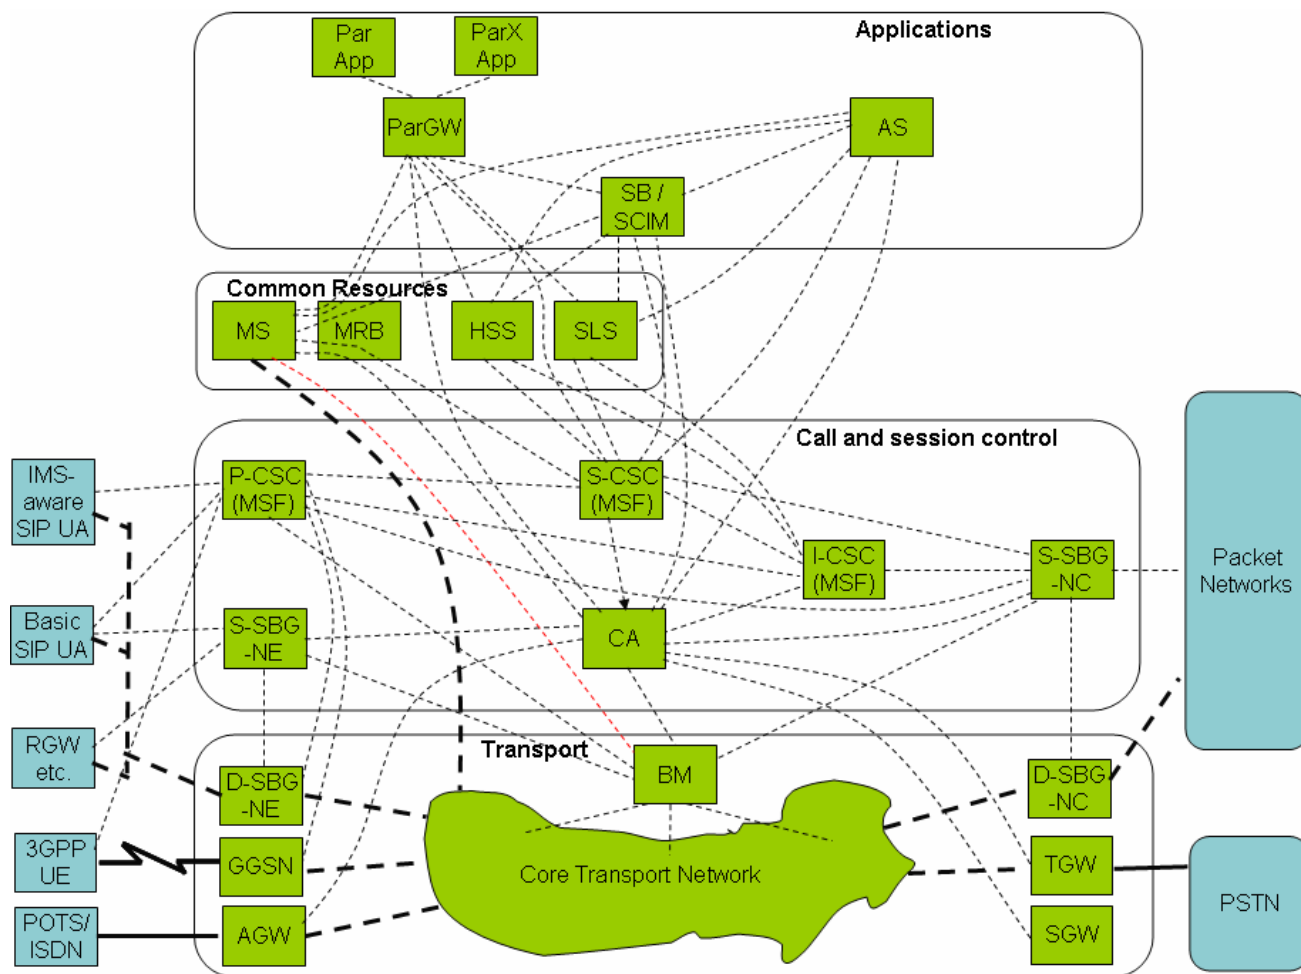 Par
App
ParX
App
Applications
ParGW
AS
SB /
SCIM
Common Resources
MS
MRB
HSS
SLS
Call and session control
IMS-
aware
SIP UA
P-CSC
(MSF)
S-CSC
(MSF)
I-CSC
(MSF)
S-SBG
-NC
Packet
Networks
Basic
SIP UA
S-SBG
-NE
CA
Transport
RGW
etc.
D-SBG
-NE
BM
D-SBG
-NC
3GPP
UE
GGSN
Core Transport Network
TGW
PSTN
POTS/
ISDN
AGW
SGW